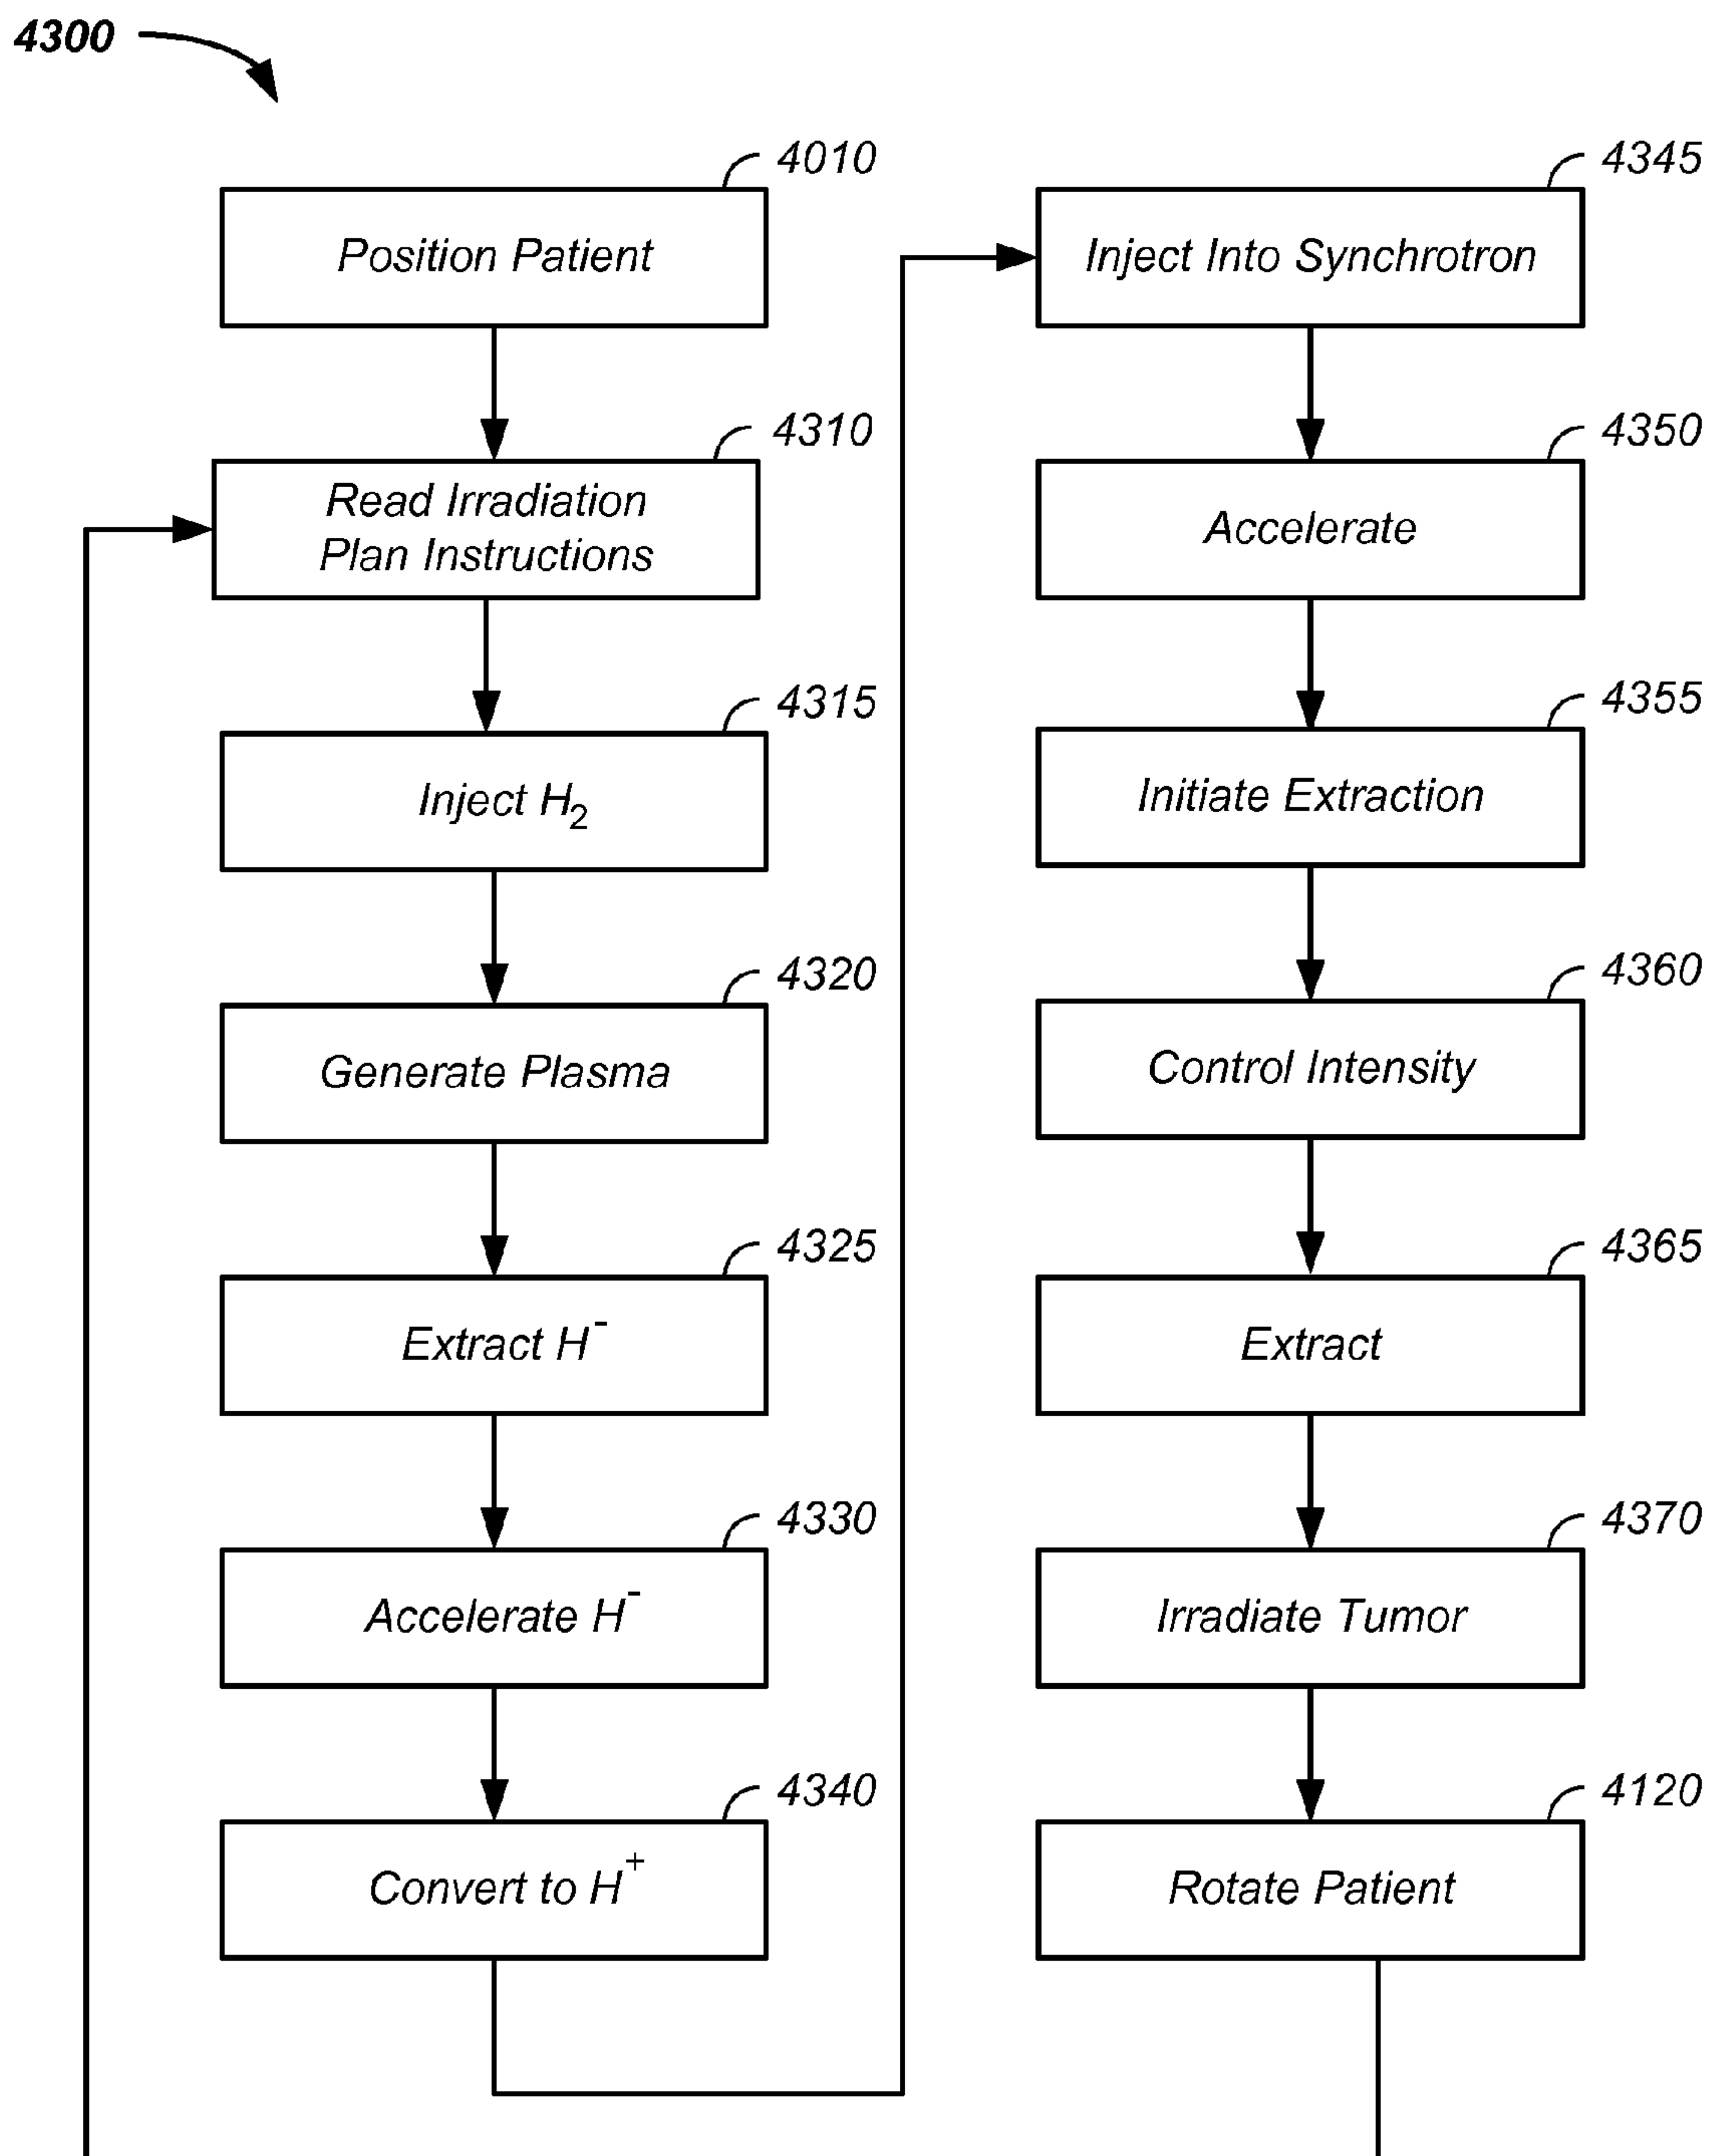 4300
4010
Position Patient
4310
Read Irradiation
Plan Instructions
4315
Inject H₂
4320
Generate Plasma
4325
Extract H⁻
4330
Accelerate H⁻
4340
Convert to H⁺
4345
Inject Into Synchrotron
4350
Accelerate
4355
Initiate Extraction
4360
Control Intensity
4365
Extract
4370
Irradiate Tumor
4120
Rotate Patient